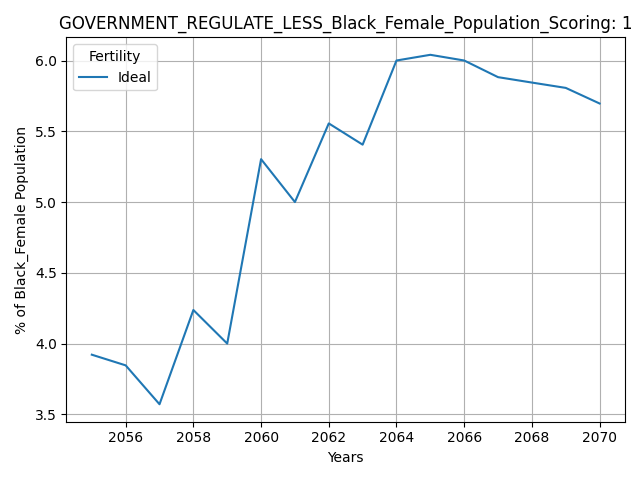 GOVERNMENT_REGULATE_LESS_Black_Female_Population_Scoring: 1
Fertility
Ideal
% of Black_Female Population
6.0
5.5
5.0
4.5
4.0
3.5
2056 2058 2060 2062 2064 2066 2068 2070
Years